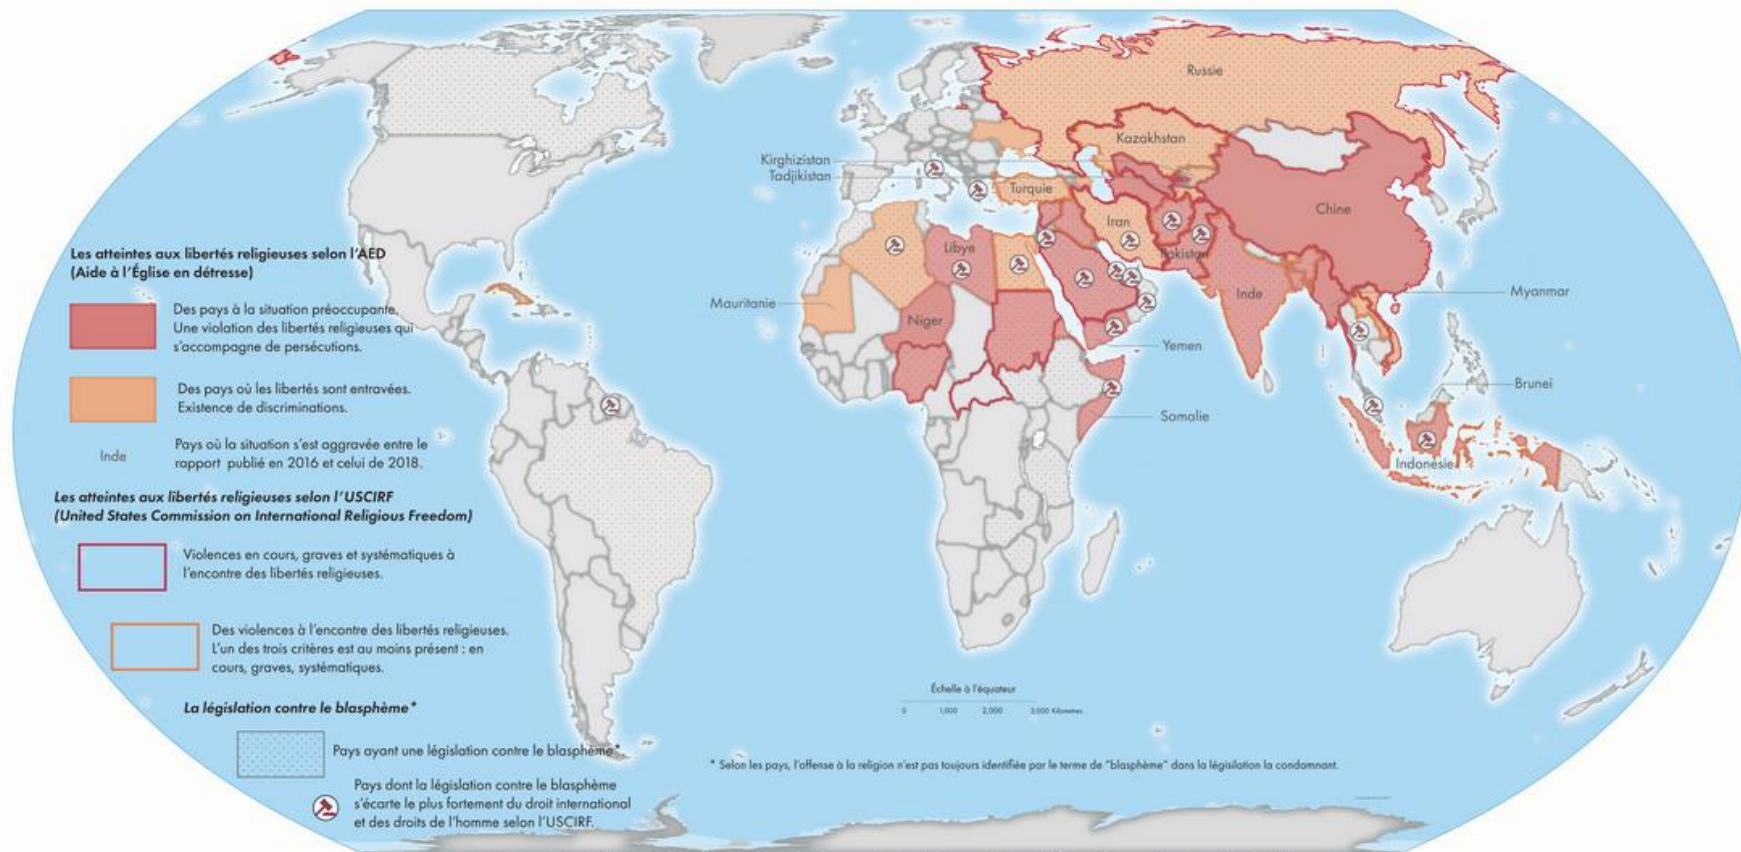 Russie
Kazakhstan
Kirghizistan
Tadjikistan
Turquie
Chine
Iran
Pakistan
Libye
Inde
Myanmar
Mauritanie
Niger
Yemen
Brunei
Somalie
Indonésie
Les atteintes aux libertés religieuses selon l'AED
(Aide à l'Église en détresse)
Des pays à la situation préoccupante.
Une violation des libertés religieuses qui
s'accompagne de persécutions.
Des pays où les libertés sont entravées.
Existence de discriminations.
Inde
Pays où la situation s'est aggravée entre le
rapport publié en 2016 et celui de 2018.
Les atteintes aux libertés religieuses selon l'USCIRF
(United States Commission on International Religious Freedom)
Violences en cours, graves et systématiques à
l'encontre des libertés religieuses.
Des violences à l'encontre des libertés religieuses.
L'un des trois critères est au moins présent : en
cours, graves, systématiques.
La législation contre le blasphème*
Pays ayant une législation contre le blasphème*.
Pays dont la législation contre le blasphème
s'écarte le plus fortement du droit international
et des droits de l'homme selon l'USCIRF.
Échelle à l'équateur
0 1,000 2,000 3,000 Kilometres
* Selon les pays, l'offense à la religion n'est pas toujours identifiée par le terme de "blasphème" dans la législation la condamnant.